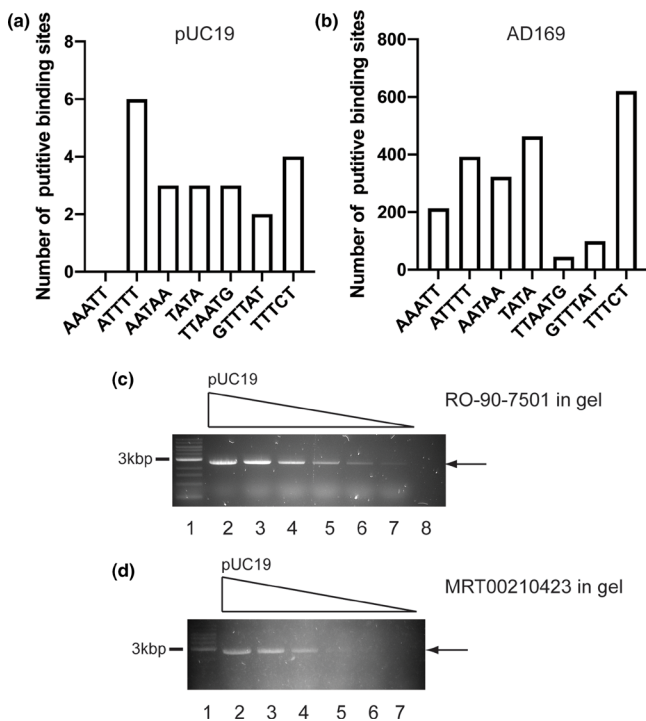 (a)
pUC19
Number of putitive binding sites
8
6
4
2
0
AAATT
ATTTT
AATAA
TATA
TTAATG
GTTTAT
TTTCT
(b)
AD169
Number of putitive binding sites
800
600
400
200
0
AAATT
ATTTT
AATAA
TATA
TTAATG
GTTTAT
TTTCT
(c)
pUC19
RO-90-7501 in gel
3kbp
1 2 3 4 5 6 7 8
(d)
pUC19
MRT00210423 in gel
3kbp
1 2 3 4 5 6 7